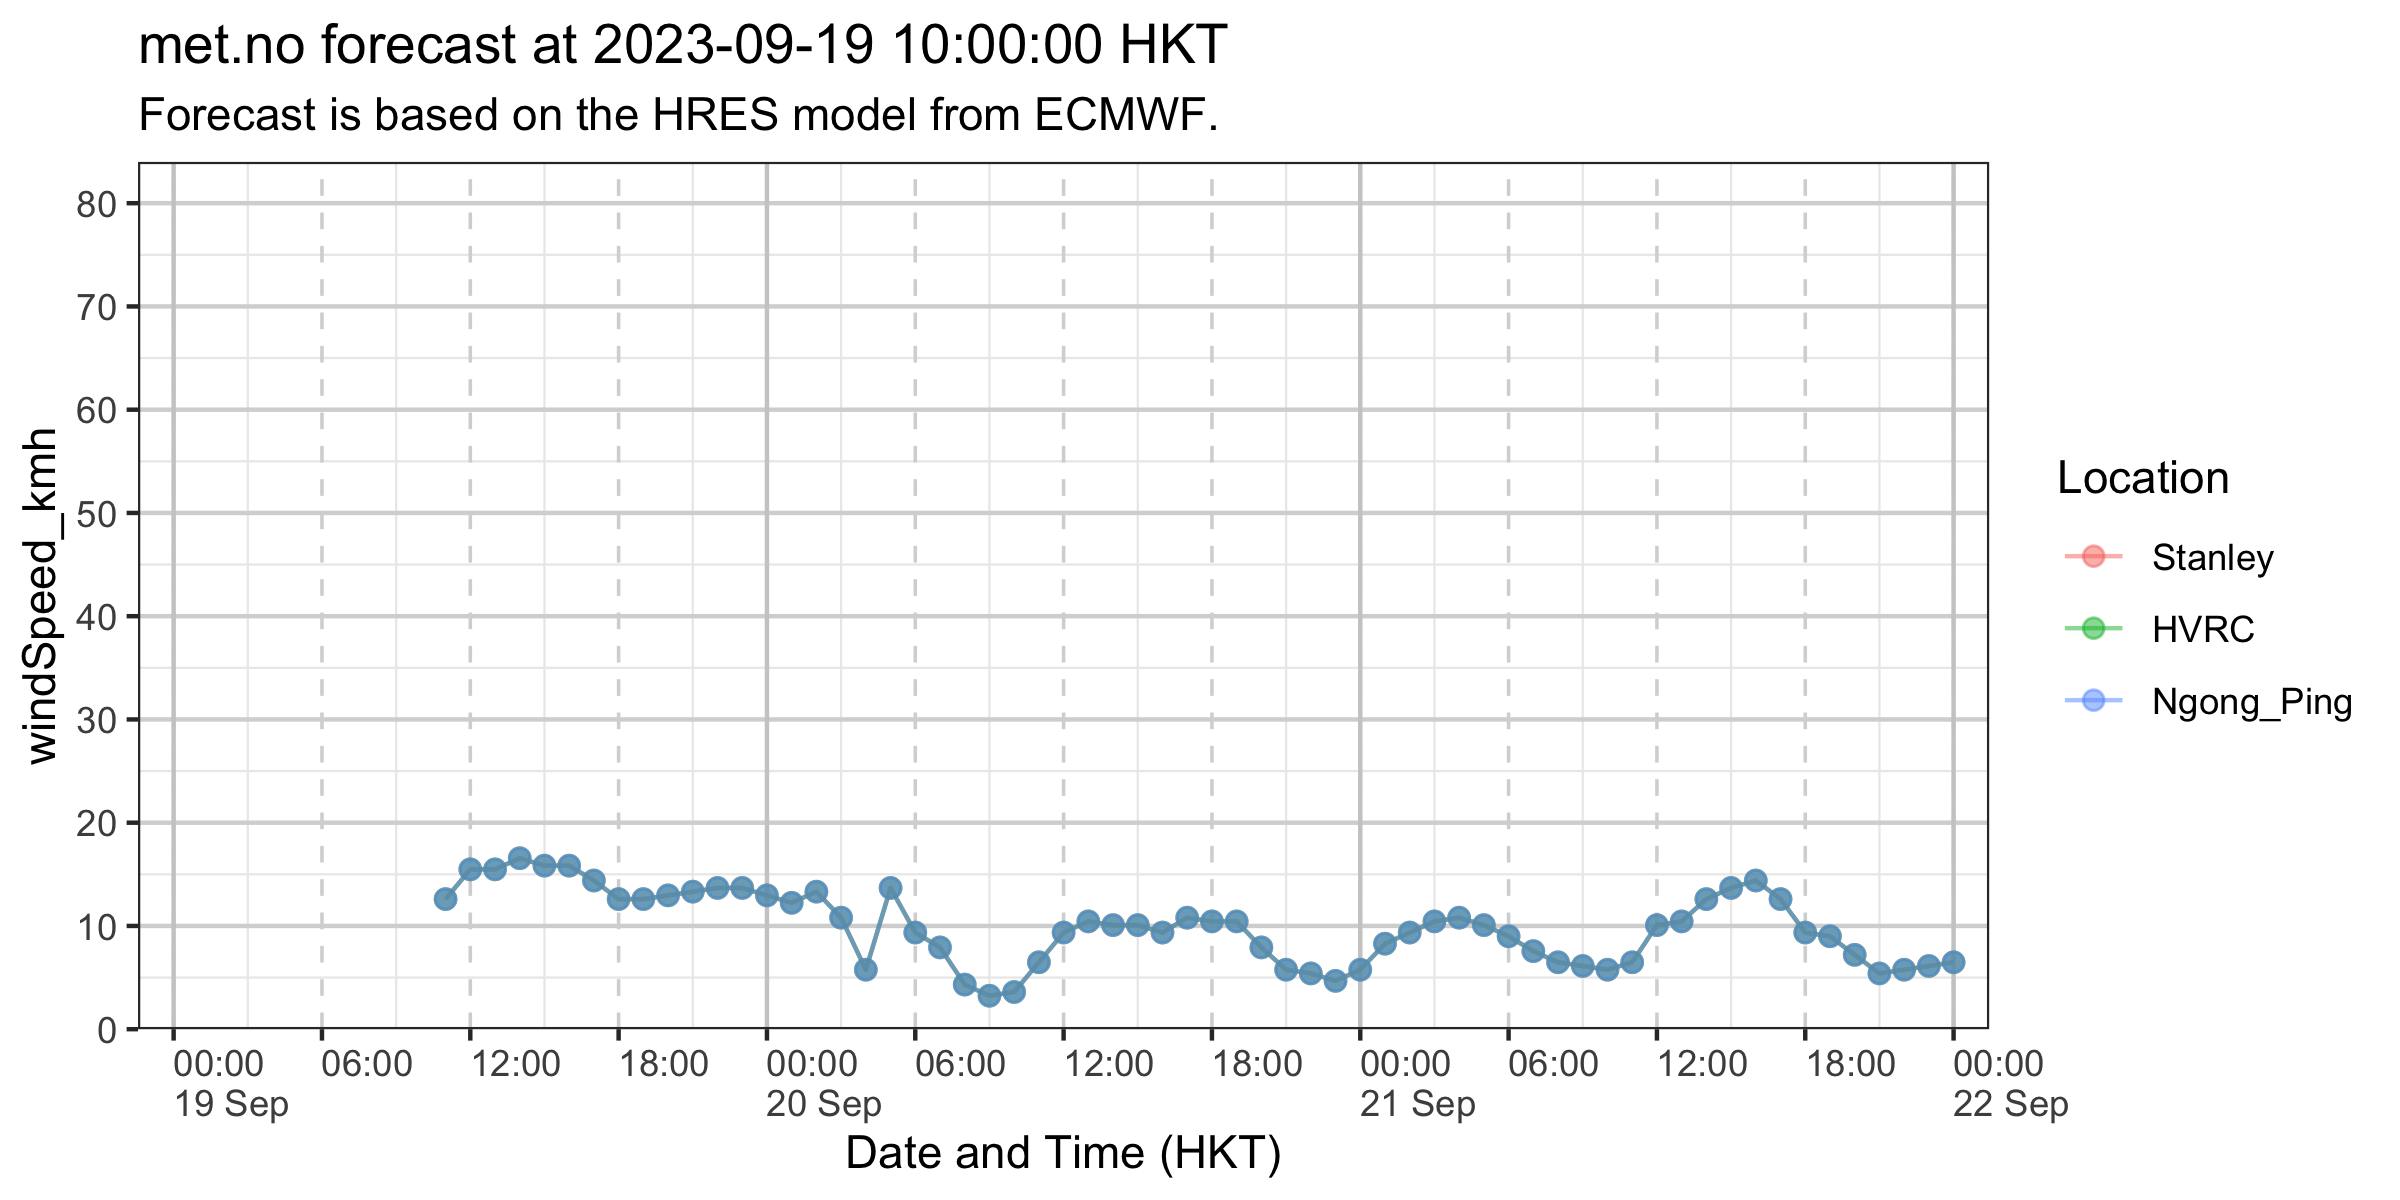 met.no forecast at 2023-09-19 10:00:00 HKT
Forecast is based on the HRES model from ECMWF.
windSpeed_kmh
80
70
60
50
40
30
20
10
0
00:00 06:00 12:00 18:00 00:00 06:00 12:00 18:00 00:00 06:00 12:00 18:00 00:00
19 Sep 20 Sep 21 Sep 22 Sep
Date and Time (HKT)
Location
Stanley
HVRC
Ngong_Ping